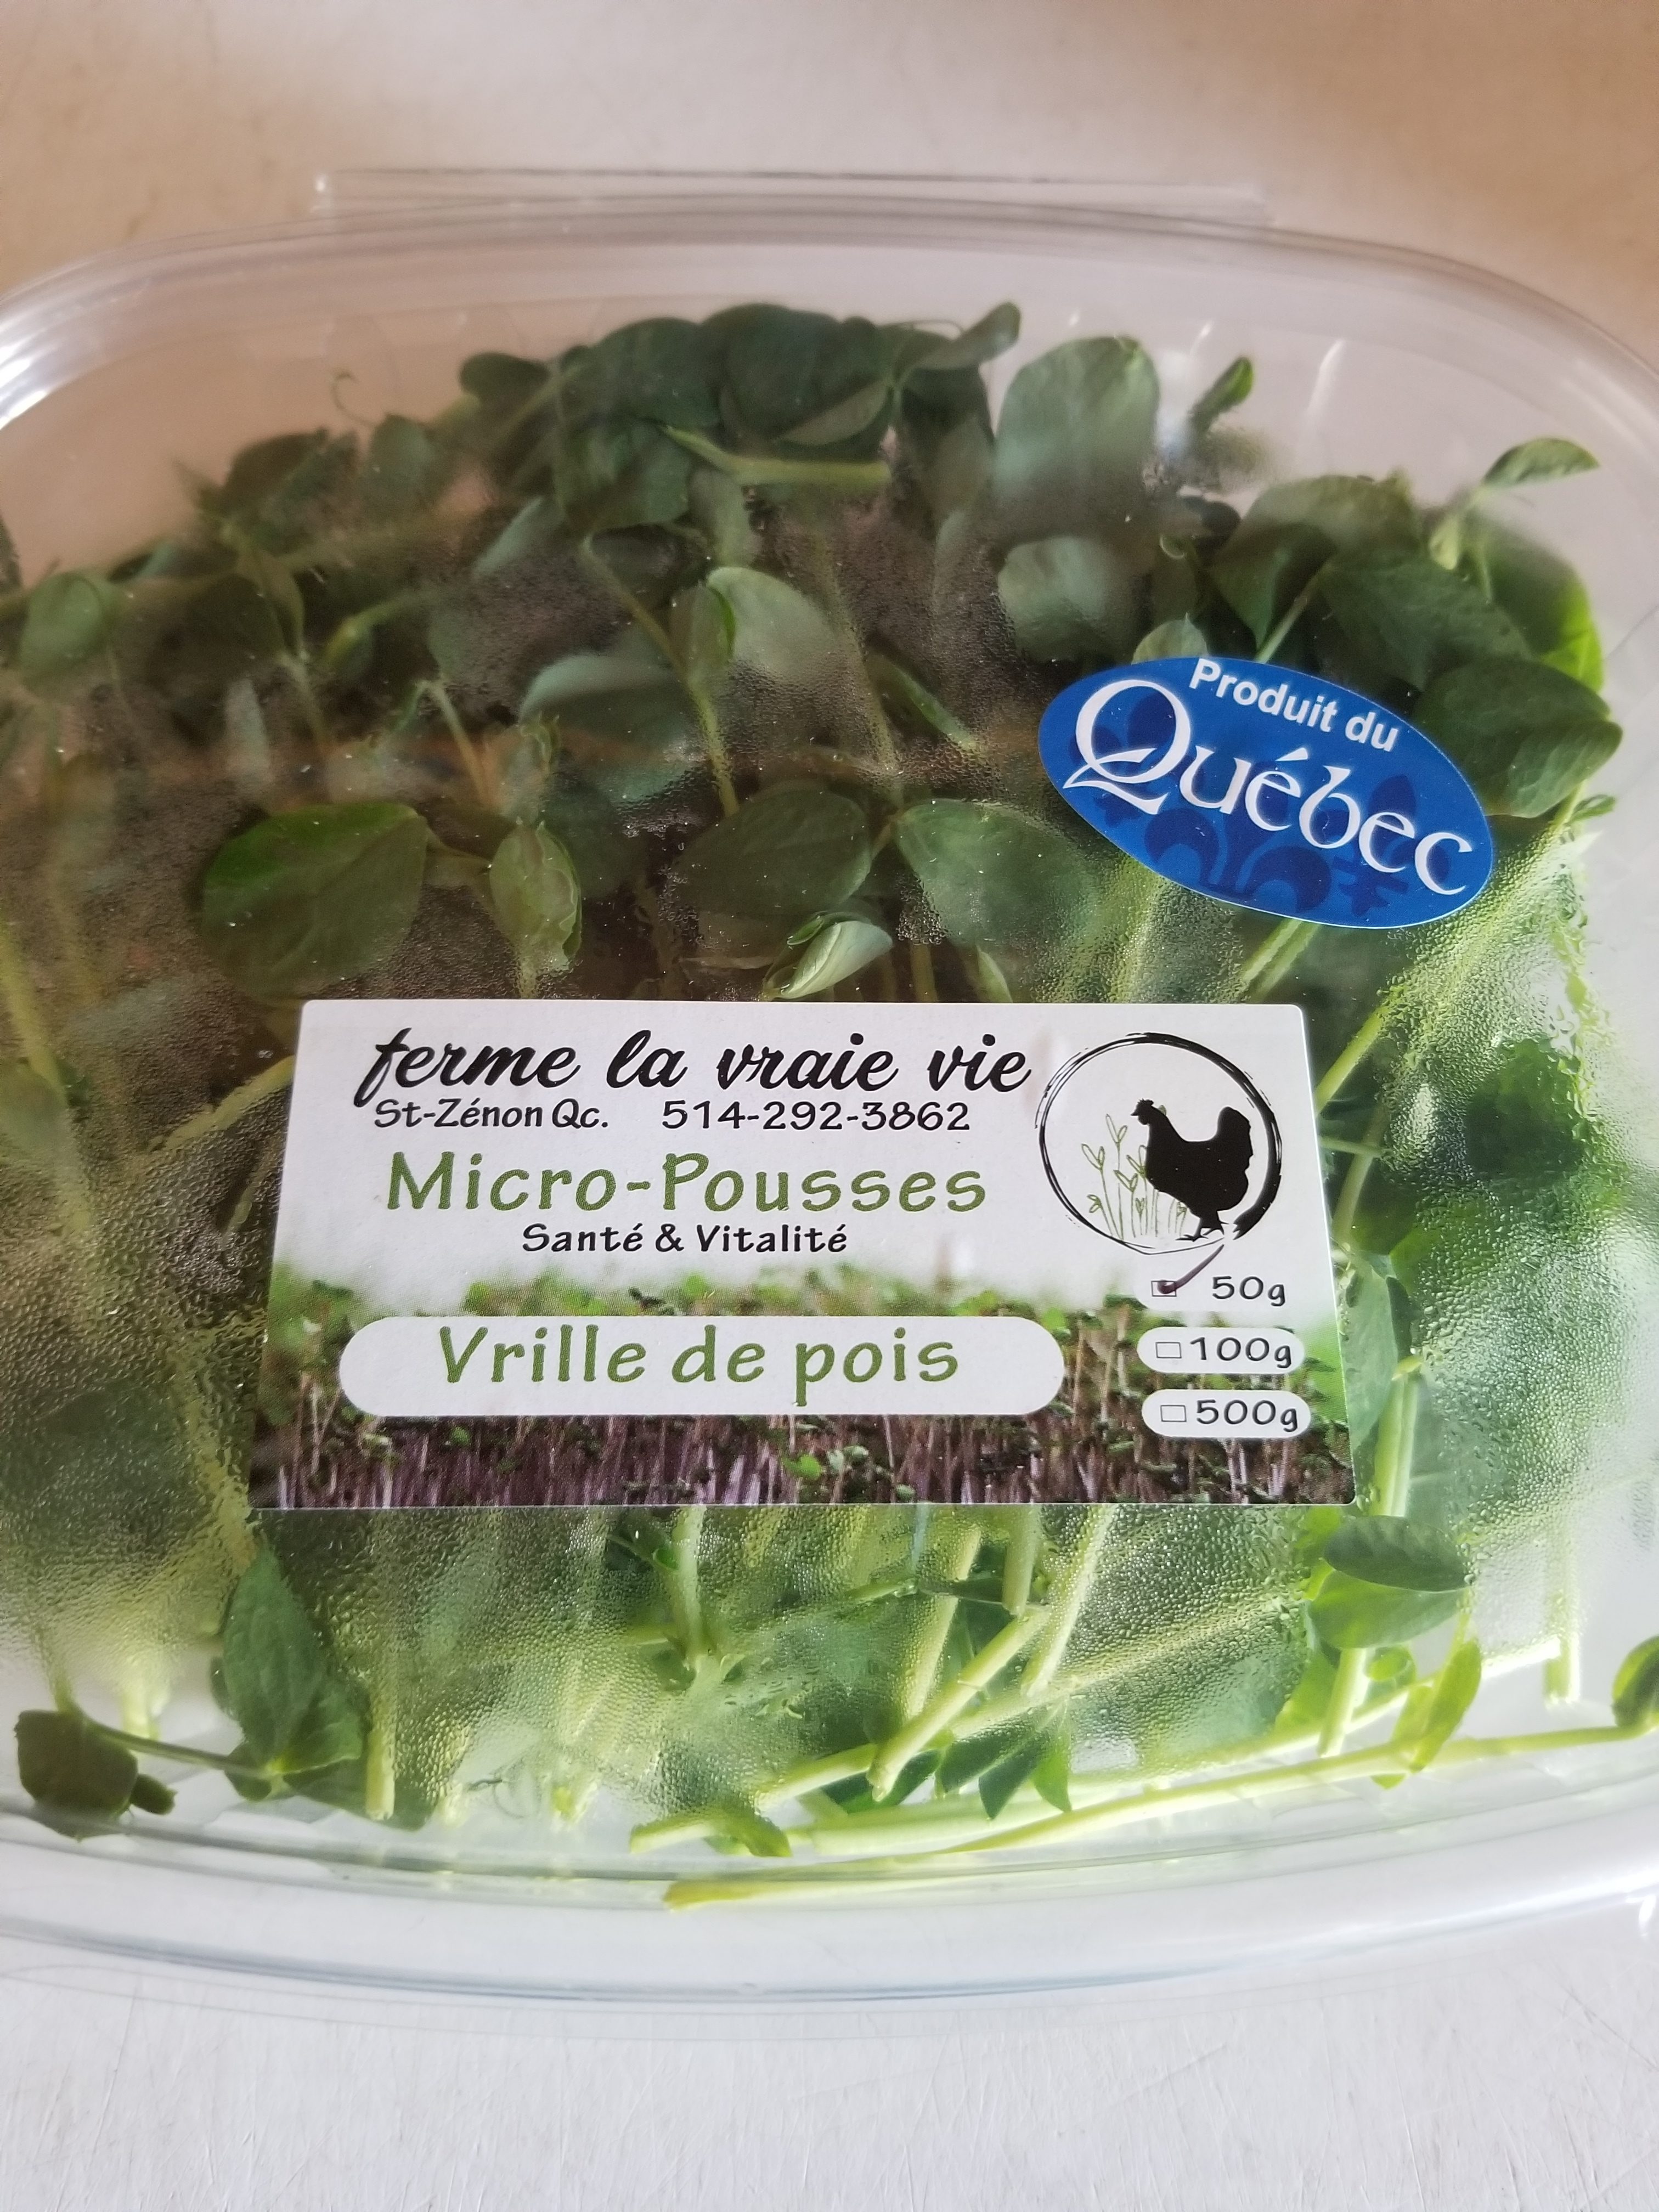 Produit du
Québec
ferme la vraie vie
St-Zénon Qc. 514-292-3862
Micro-Pousses
Santé & Vitalité
50g
Vrille de pois
100g
500g